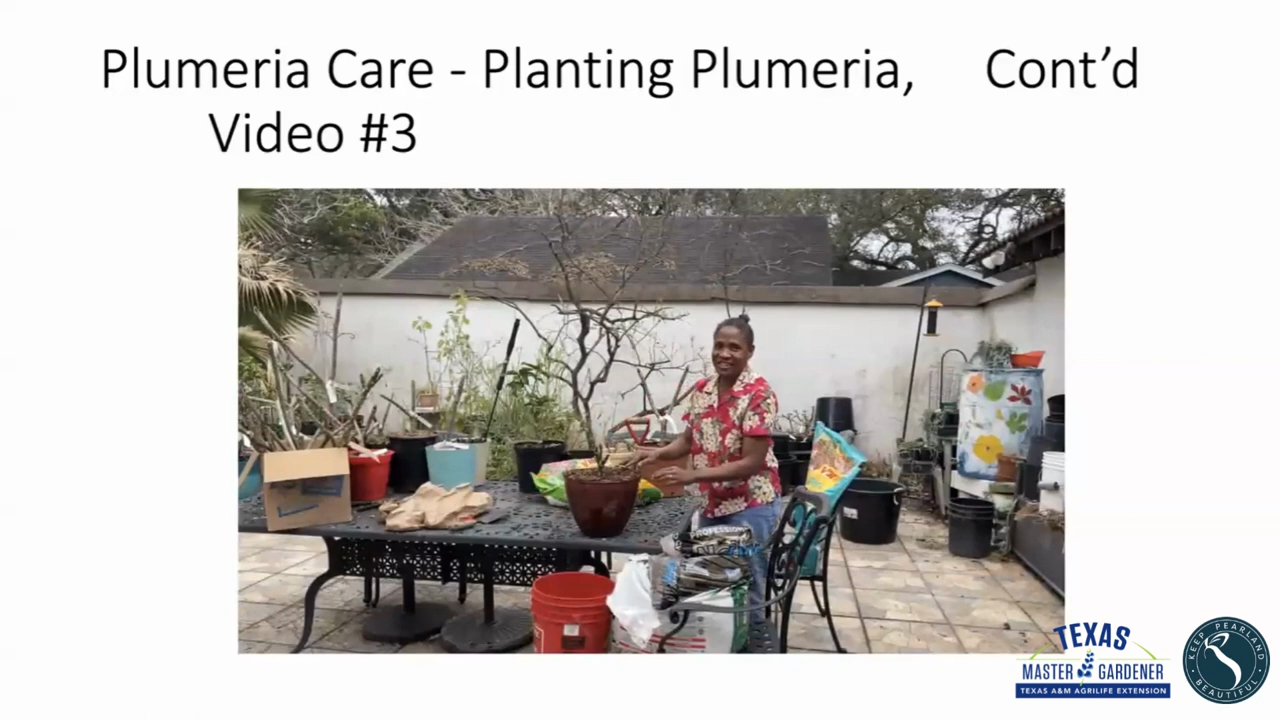 Plumeria Care - Planting Plumeria, Cont’d
Video #3
TEXAS
MASTER GARDENER
TEXAS A&M AGRILIFE EXTENSION
KEEP PEARLAND
BEAUTIFUL